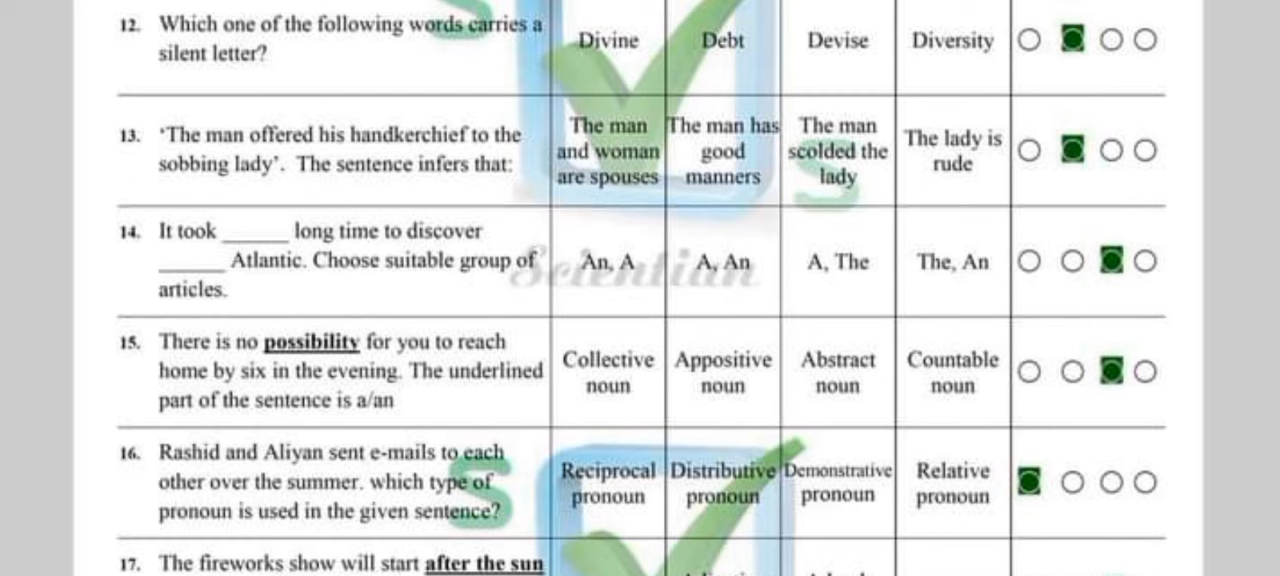 12. Which one of the following words carries a silent letter?
Divine
Debt
Devise
Diversity
13. ‘The man offered his handkerchief to the
sobbing lady’. The sentence infers that:
The man
and woman
are spouses
The man has
good
manners
The man
scolded the
lady
The lady is
rude
14. It took ______ long time to discover
______ Atlantic. Choose suitable group of
articles.
An, A
A, An
A, The
The, An
Scientian
15. There is no possibility for you to reach
home by six in the evening. The underlined
part of the sentence is a/an
Collective
noun
Appositive
noun
Abstract
noun
Countable
noun
16. Rashid and Aliyan sent e-mails to each
other over the summer. which type of
pronoun is used in the given sentence?
Reciprocal
pronoun
Distributive
pronoun
Demonstrative
pronoun
Relative
pronoun
17. The fireworks show will start after the sun